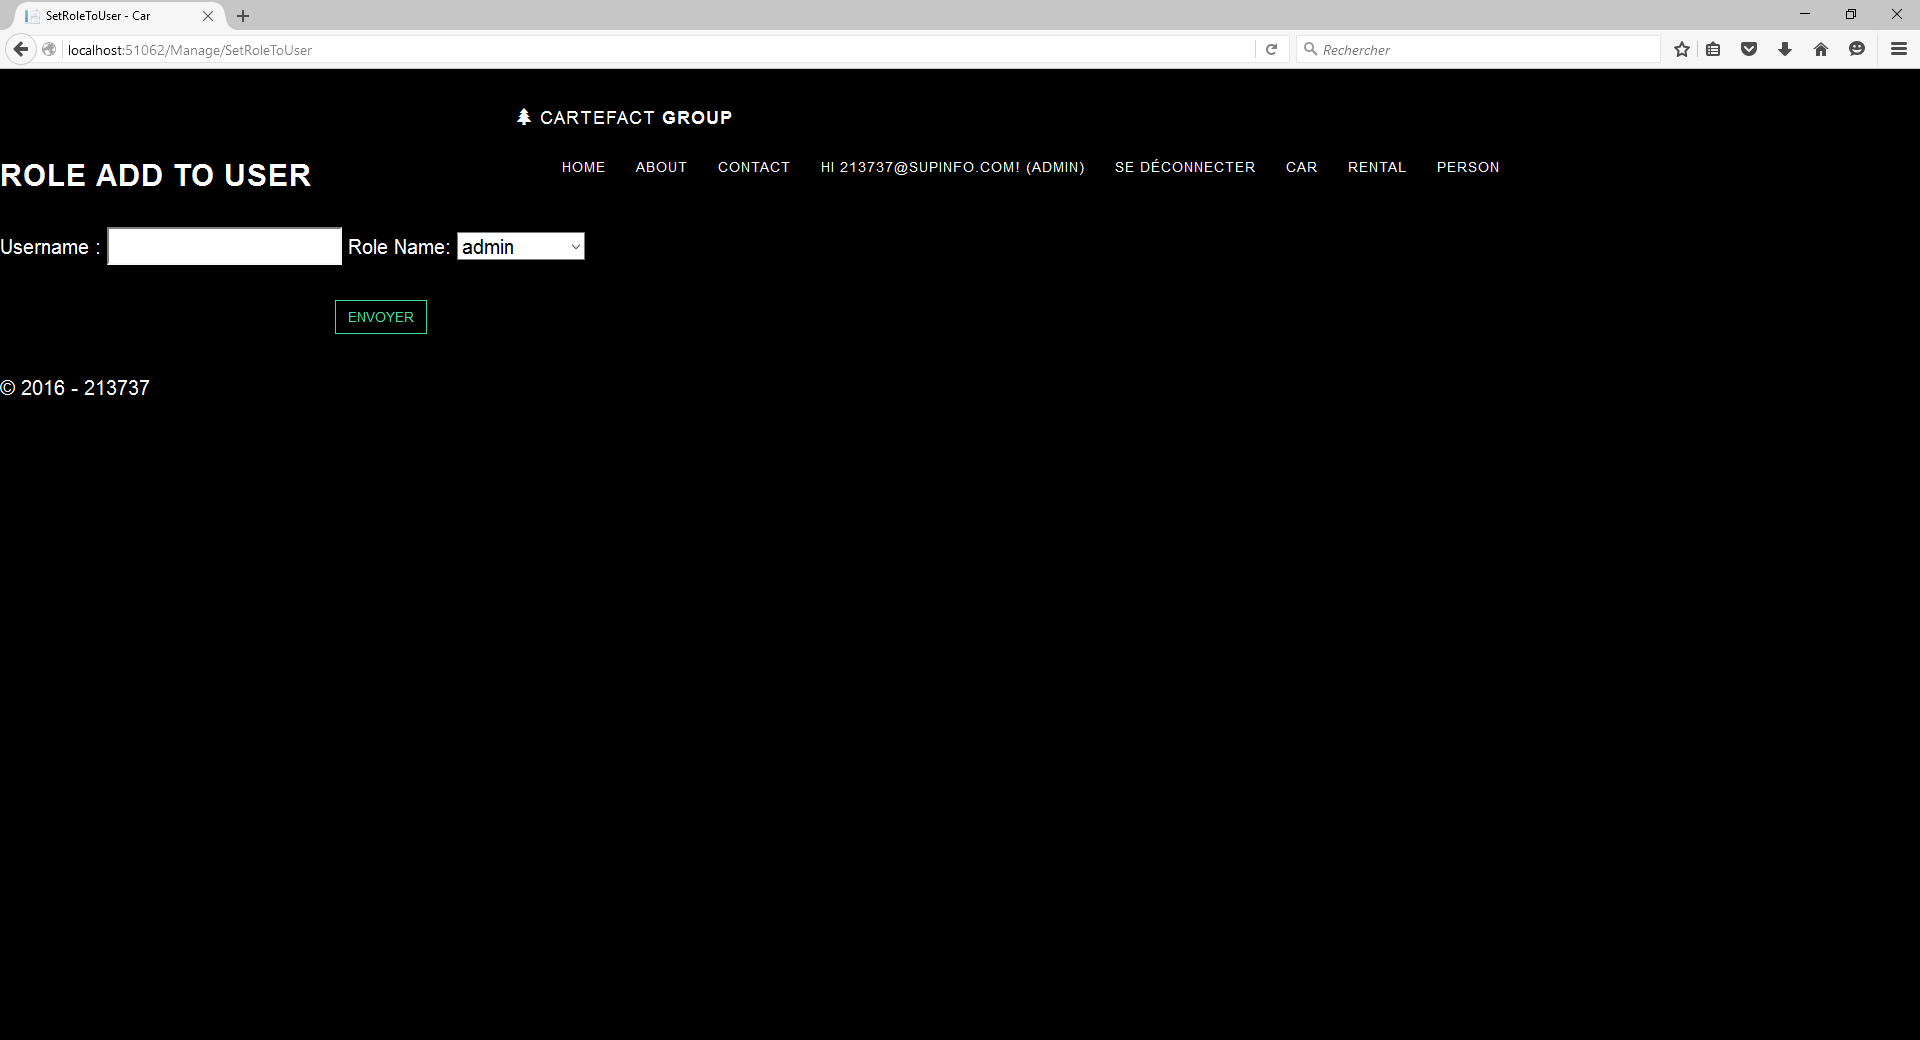 SetRoleToUser - Car
localhost:51062/Manage/SetRoleToUser
Rechercher
CARTEFACT GROUP
HOME ABOUT CONTACT HI 213737@SUPINFO.COM! (ADMIN) SE DÉCONNECTER CAR RENTAL PERSON
ROLE ADD TO USER
Username : Role Name: admin
ENVOYER
© 2016 - 213737